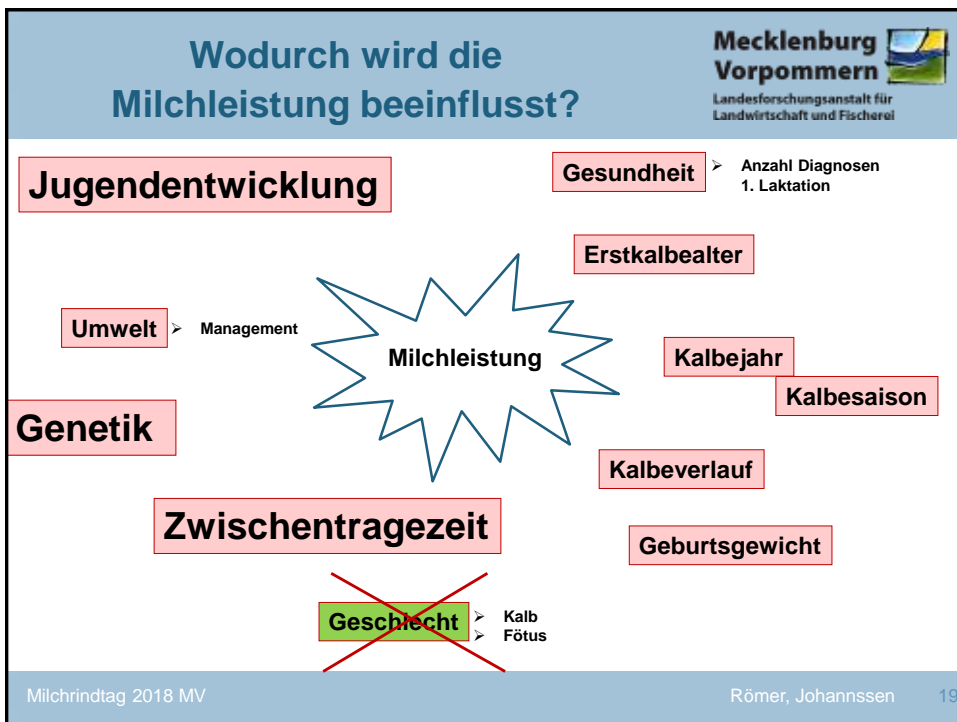 Wodurch wird die
Milchleistung beeinflusst?
Mecklenburg
Vorpommern
Landesforschungsanstalt für
Landwirtschaft und Fischerei
Jugendentwicklung
Gesundheit
➢ Anzahl Diagnosen
1. Laktation
Erstkalbealter
Umwelt
➢ Management
Milchleistung
Kalbejahr
Kalbesaison
Genetik
Kalbeverlauf
Zwischentragezeit
Geburtsgewicht
Geschlecht
➢ Kalb
➢ Fötus
Milchrindtag 2018 MV
Römer, Johannssen
19